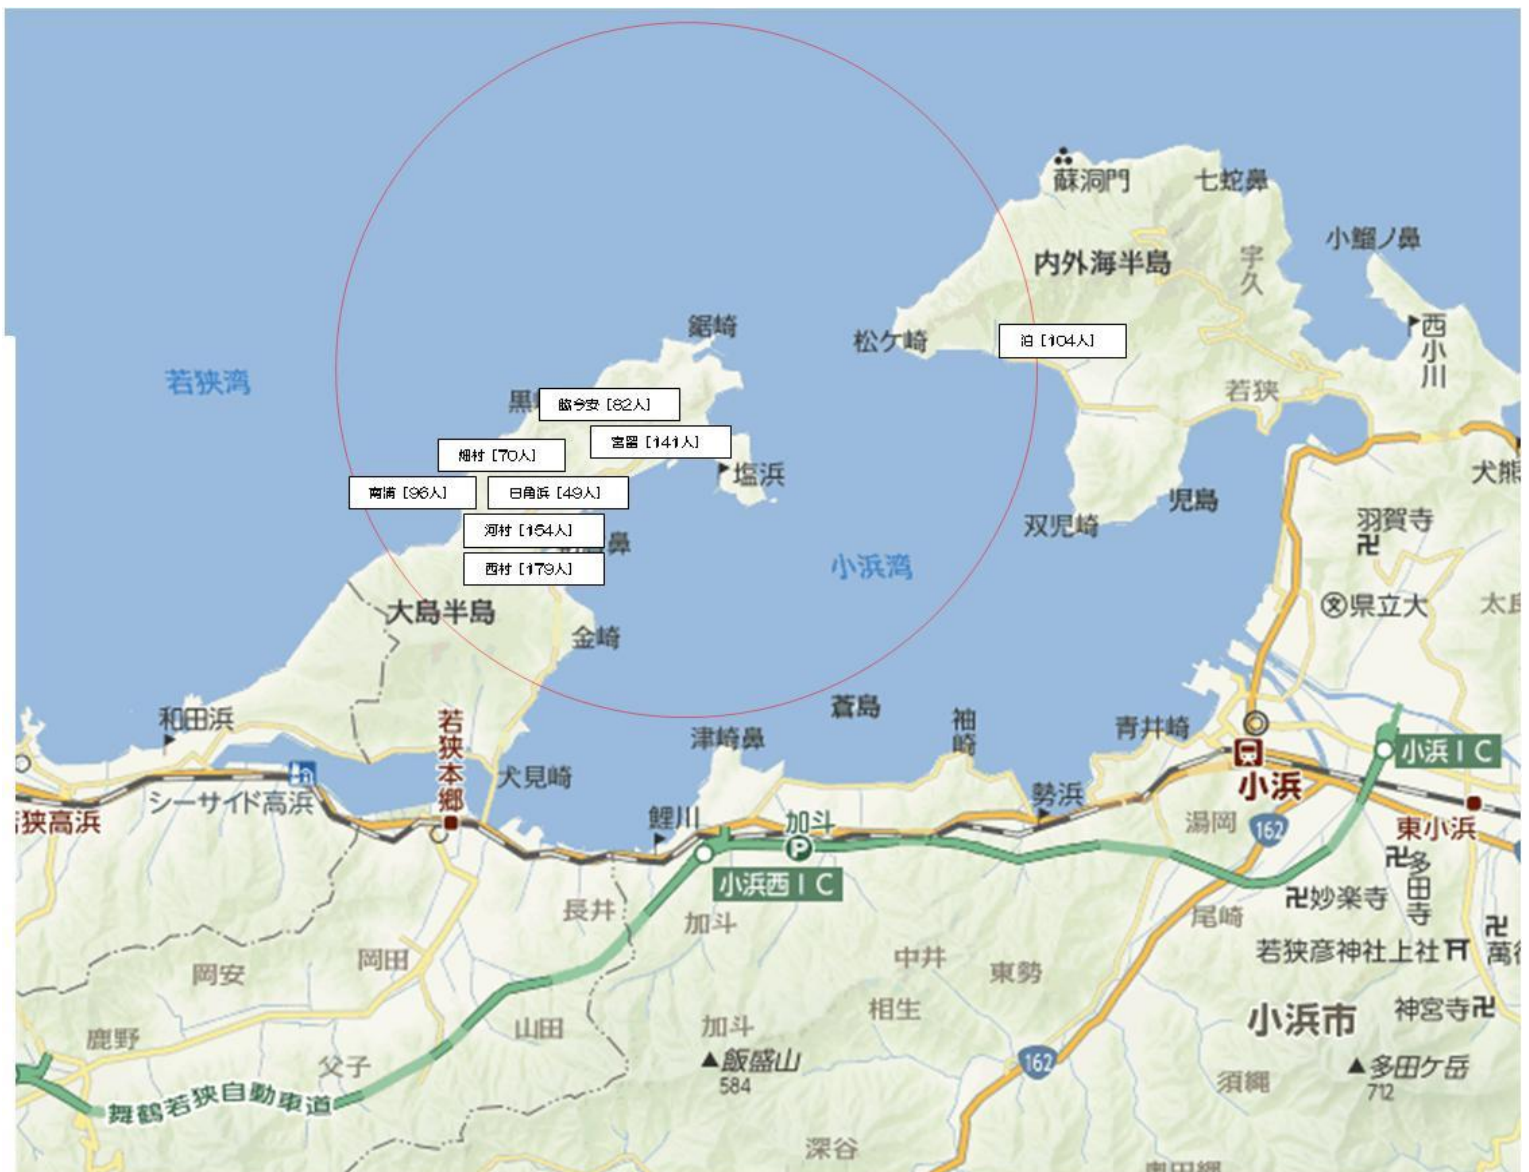 蘇洞門
七蛇鼻
小鰡ノ鼻
内外海半島
宇久
鋸崎
西小川
松ケ崎
泊 [104人]
若狭湾
若狭
黒
脇今安 [82人]
宮留 [141人]
畑村 [70人]
塩浜
犬熊
南浦 [96人]
日角浜 [49人]
児島
双児崎
羽賀寺
河村 [154人]
鼻
小浜湾
西村 [179人]
県立大
大島半島
金崎
蒼島
和田浜
若狭本郷
津崎鼻
袖崎
青井崎
小浜IC
犬見崎
小浜
シーサイド高浜
勢浜
鯉川
加斗
P
湯岡
162
東小浜
狭高浜
小浜西IC
多田寺
妙楽寺
長井
加斗
尾崎
若狭彦神社上社
岡安
岡田
中井
東勢
相生
小浜市
神宮寺
鹿野
山田
加斗
飯盛山
584
父子
162
多田ケ岳
712
須縄
舞鶴若狭自動車道
深谷